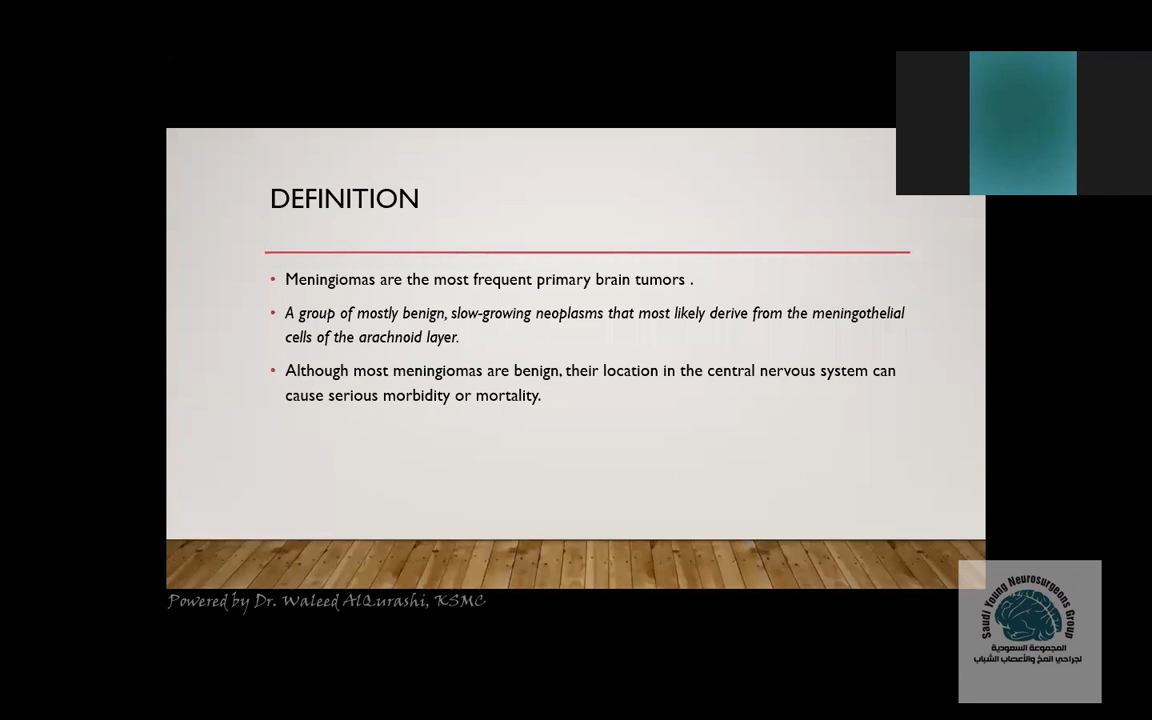 DEFINITION
• Meningiomas are the most frequent primary brain tumors .
• A group of mostly benign, slow-growing neoplasms that most likely derive from the meningothelial
cells of the arachnoid layer.
• Although most meningiomas are benign, their location in the central nervous system can
cause serious morbidity or mortality.
Powered by Dr. Waleed AlQurashi, KSMC
Saudi Young Neurosurgeons Group
المجموعة السعودية
لجراحي المخ والأعصاب الشباب